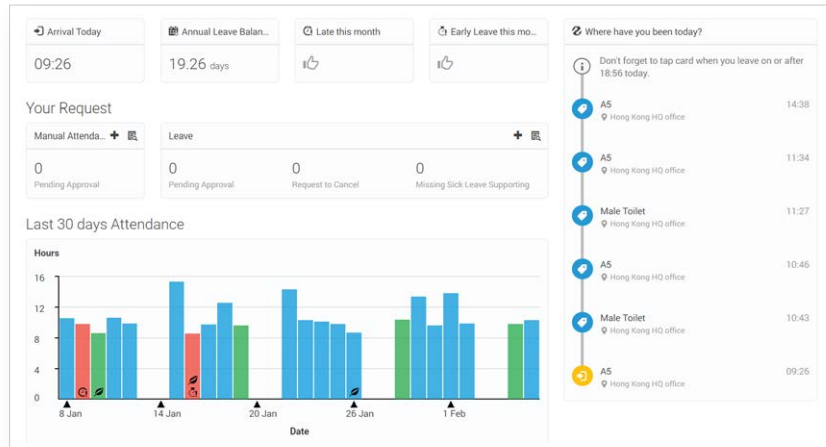 Arrival Today
09:26
Annual Leave Balan...
19.26 days
Late this month
Early Leave this mo...
Your Request
Manual Attenda...
0
Pending Approval
Leave
0
Pending Approval
0
Request to Cancel
0
Missing Sick Leave Supporting
Last 30 days Attendance
Hours
16
12
8
4
0
8 Jan
14 Jan
20 Jan
26 Jan
1 Feb
Date
Where have you been today?
Don't forget to tap card when you leave on or after
18:56 today.
A5 14:38
Hong Kong HQ office
A5 11:34
Hong Kong HQ office
Male Toilet 11:27
Hong Kong HQ office
A5 10:46
Hong Kong HQ office
Male Toilet 10:43
Hong Kong HQ office
A5 09:26
Hong Kong HQ office